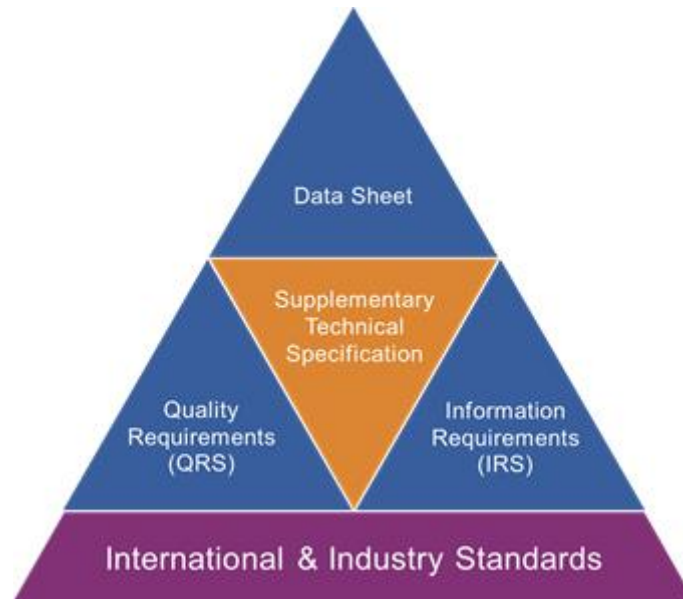 Data Sheet
Supplementary
Technical
Specification
Quality
Requirements
(QRS)
Information
Requirements
(IRS)
International & Industry Standards